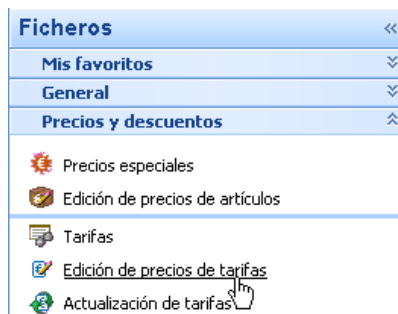 Ficheros
Mis favoritos
General
Precios y descuentos
Precios especiales
Edición de precios de artículos
Tarifas
Edición de precios de tarifas
Actualización de tarifas